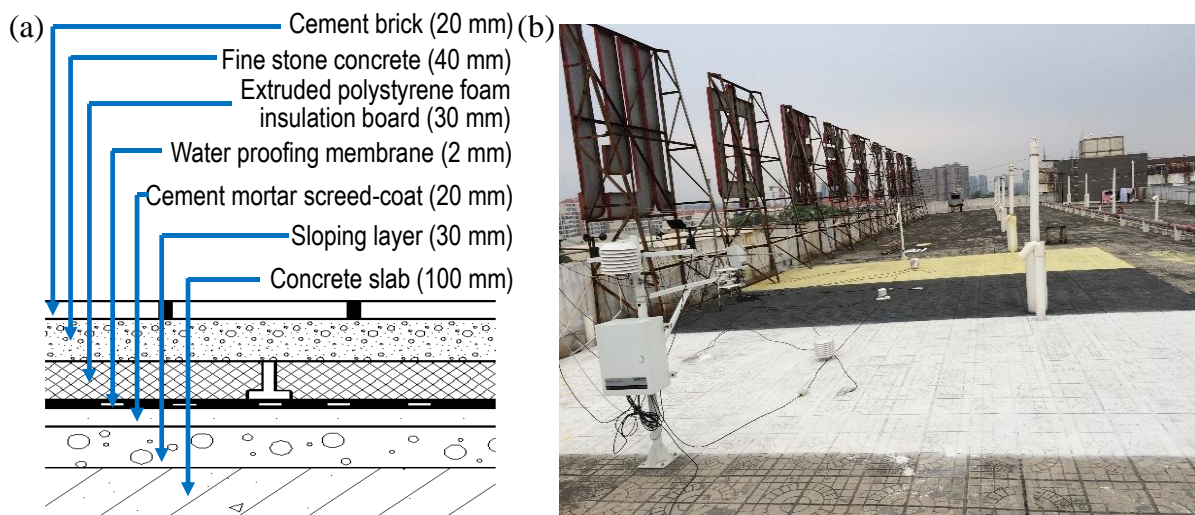 (a)
Cement brick (20 mm)
Fine stone concrete (40 mm)
Extruded polystyrene foam
insulation board (30 mm)
Water proofing membrane (2 mm)
Cement mortar screed-coat (20 mm)
Sloping layer (30 mm)
Concrete slab (100 mm)
(b)